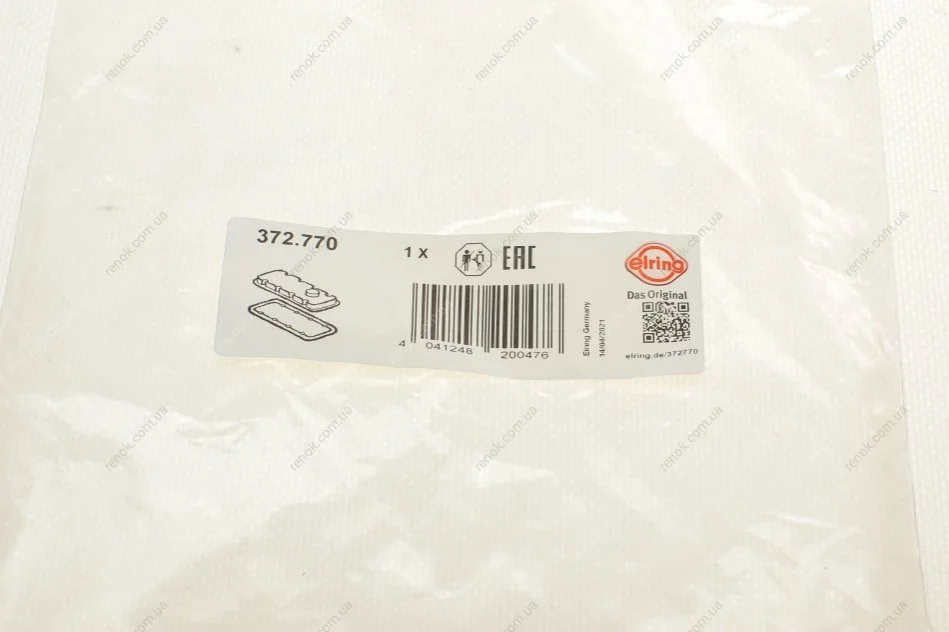 372.770
1 X
EAC
4 041248 200476
Elring Germany
14/04/2021
elring
Das Original
elring.de/372770
renok.com.ua